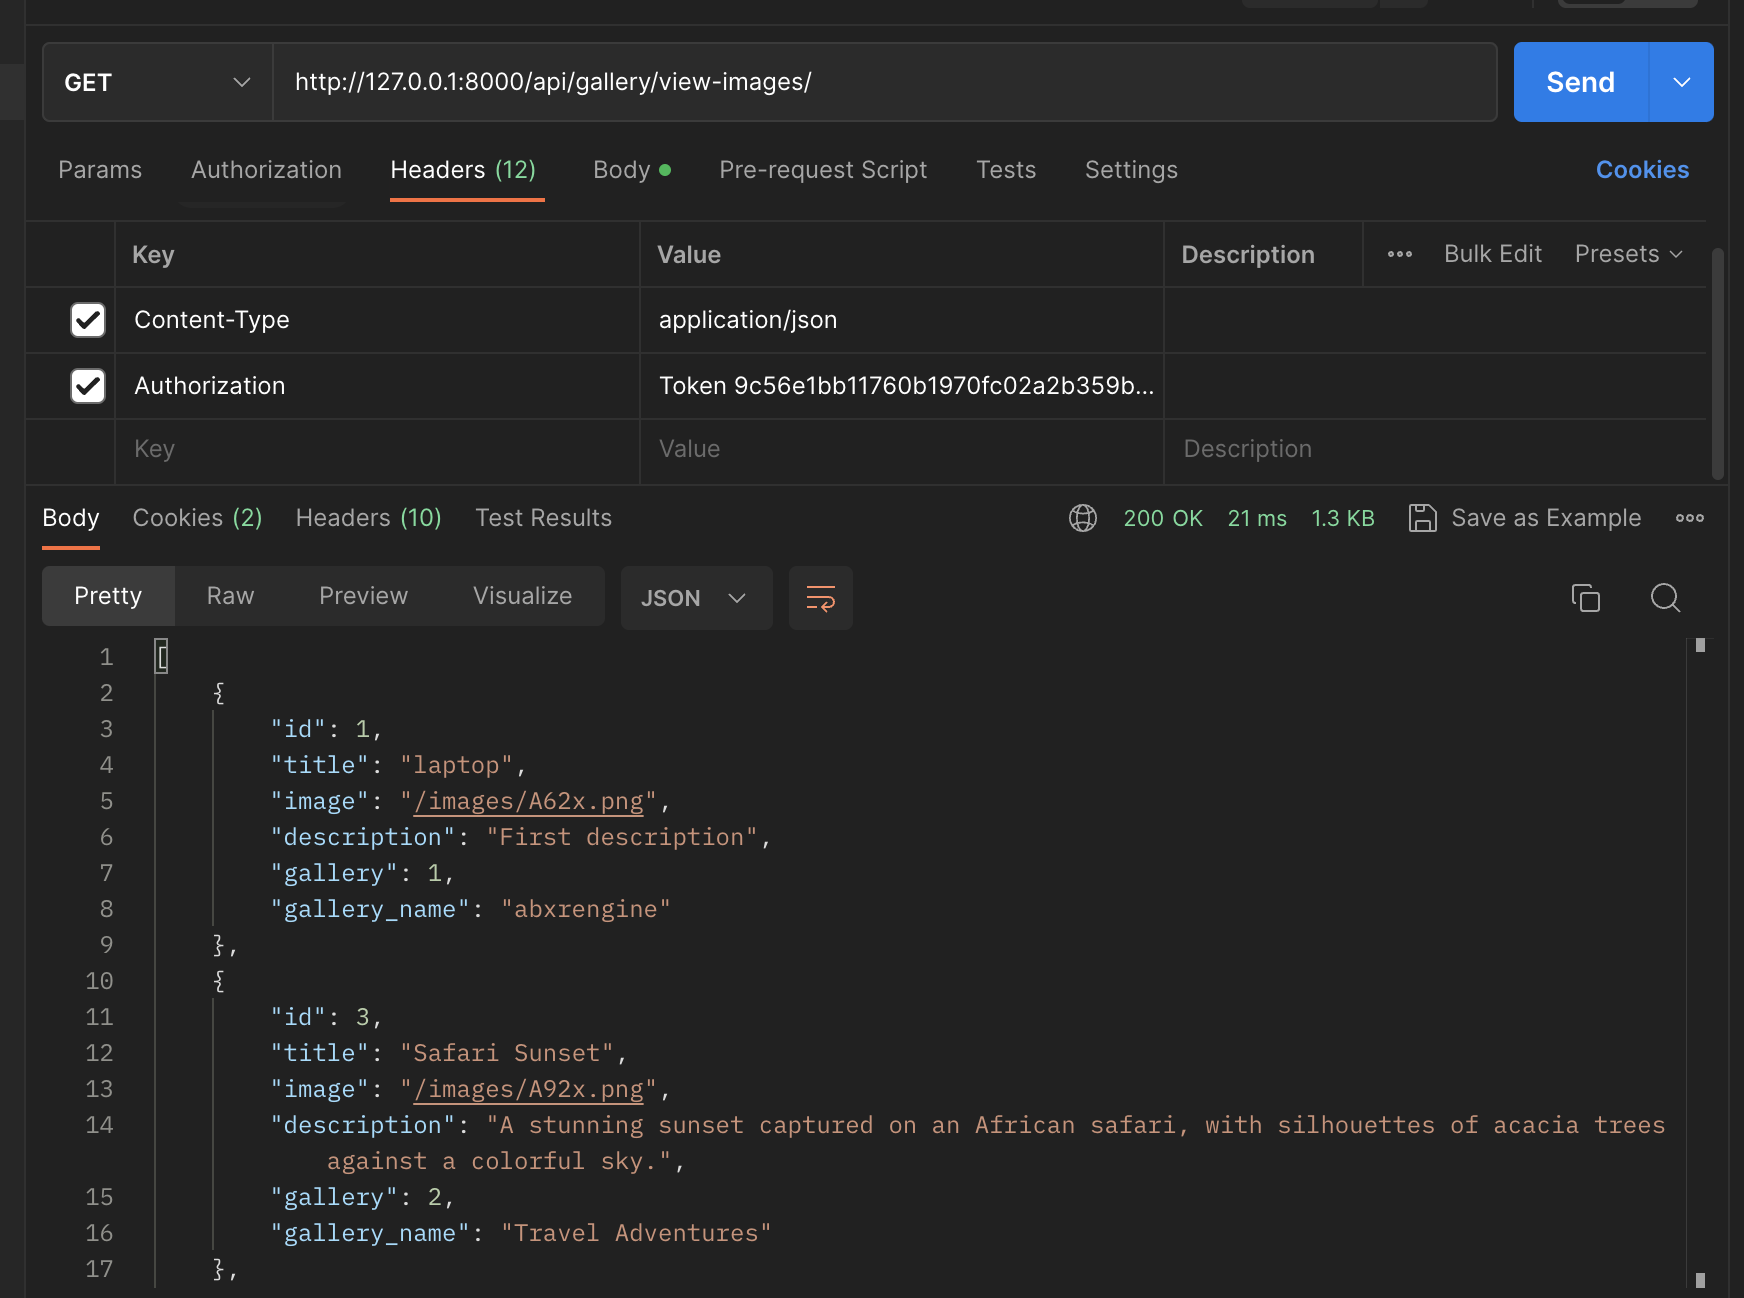 GET http://127.0.0.1:8000/api/gallery/view-images/ Send
Params Authorization Headers (12) Body Pre-request Script Tests Settings Cookies
Key Value Description Bulk Edit Presets
Content-Type application/json
Authorization Token 9c56e1bb11760b1970fc02a2b359b...
Key Value Description
Body Cookies (2) Headers (10) Test Results 200 OK 21 ms 1.3 KB Save as Example
Pretty Raw Preview Visualize JSON
1 [
2 {
3 "id": 1,
4 "title": "laptop",
5 "image": "/images/A62x.png",
6 "description": "First description",
7 "gallery": 1,
8 "gallery_name": "abxrengine"
9 },
10 {
11 "id": 3,
12 "title": "Safari Sunset",
13 "image": "/images/A92x.png",
14 "description": "A stunning sunset captured on an African safari, with silhouettes of acacia trees
against a colorful sky.",
15 "gallery": 2,
16 "gallery_name": "Travel Adventures"
17 },